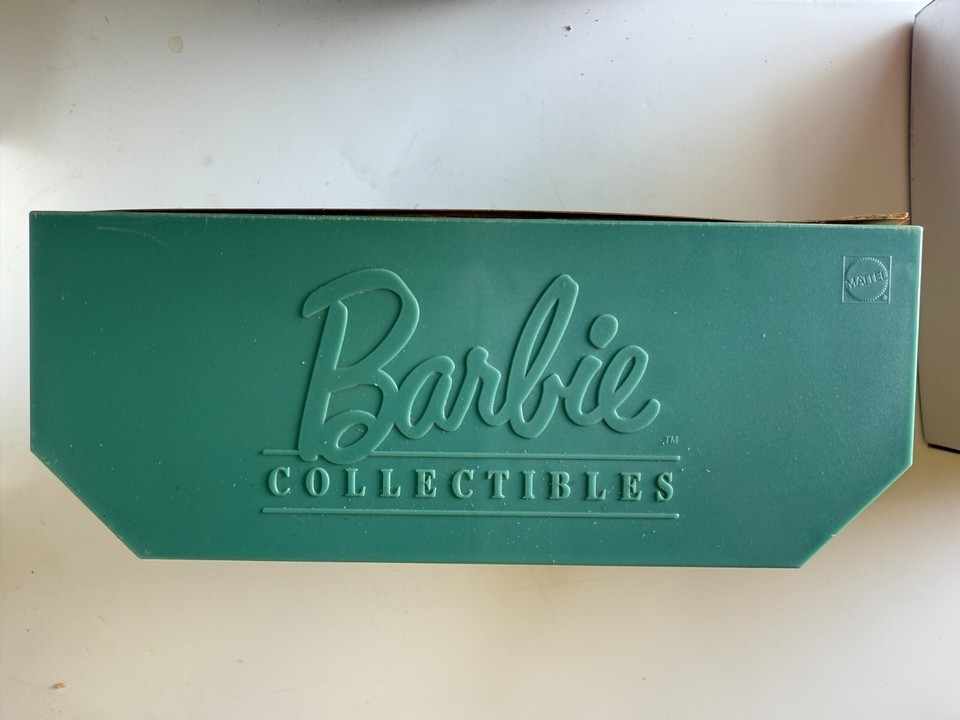 MATTEL
Barbie
™
COLLECTIBLES